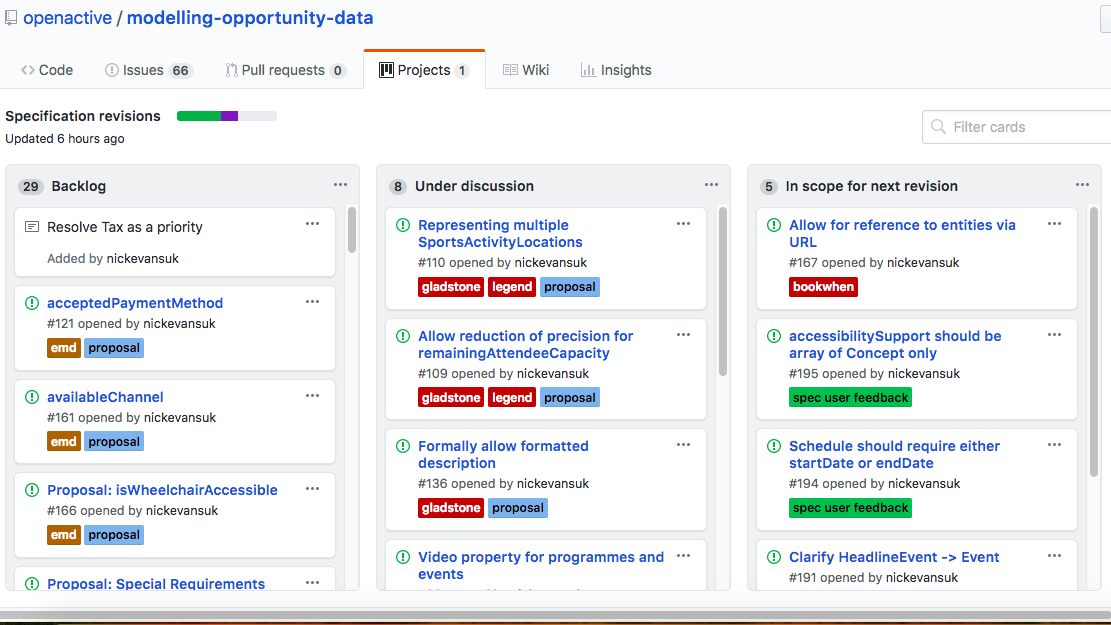 openactive / modelling-opportunity-data
Code Issues 66 Pull requests 0 Projects 1 Wiki Insights
Specification revisions
Updated 6 hours ago
Filter cards
29 Backlog
Resolve Tax as a priority
Added by nickevansuk
acceptedPaymentMethod
#121 opened by nickevansuk
emd proposal
availableChannel
#161 opened by nickevansuk
emd proposal
Proposal: isWheelchairAccessible
#166 opened by nickevansuk
emd proposal
Proposal: Special Requirements
8 Under discussion
Representing multiple
SportsActivityLocations
#110 opened by nickevansuk
gladstone legend proposal
Allow reduction of precision for
remainingAttendeeCapacity
#109 opened by nickevansuk
gladstone legend proposal
Formally allow formatted
description
#136 opened by nickevansuk
gladstone proposal
Video property for programmes and
events
5 In scope for next revision
Allow for reference to entities via
URL
#167 opened by nickevansuk
bookwhen
accessibilitySupport should be
array of Concept only
#195 opened by nickevansuk
spec user feedback
Schedule should require either
startDate or endDate
#194 opened by nickevansuk
spec user feedback
Clarify HeadlineEvent -> Event
#191 opened by nickevansuk